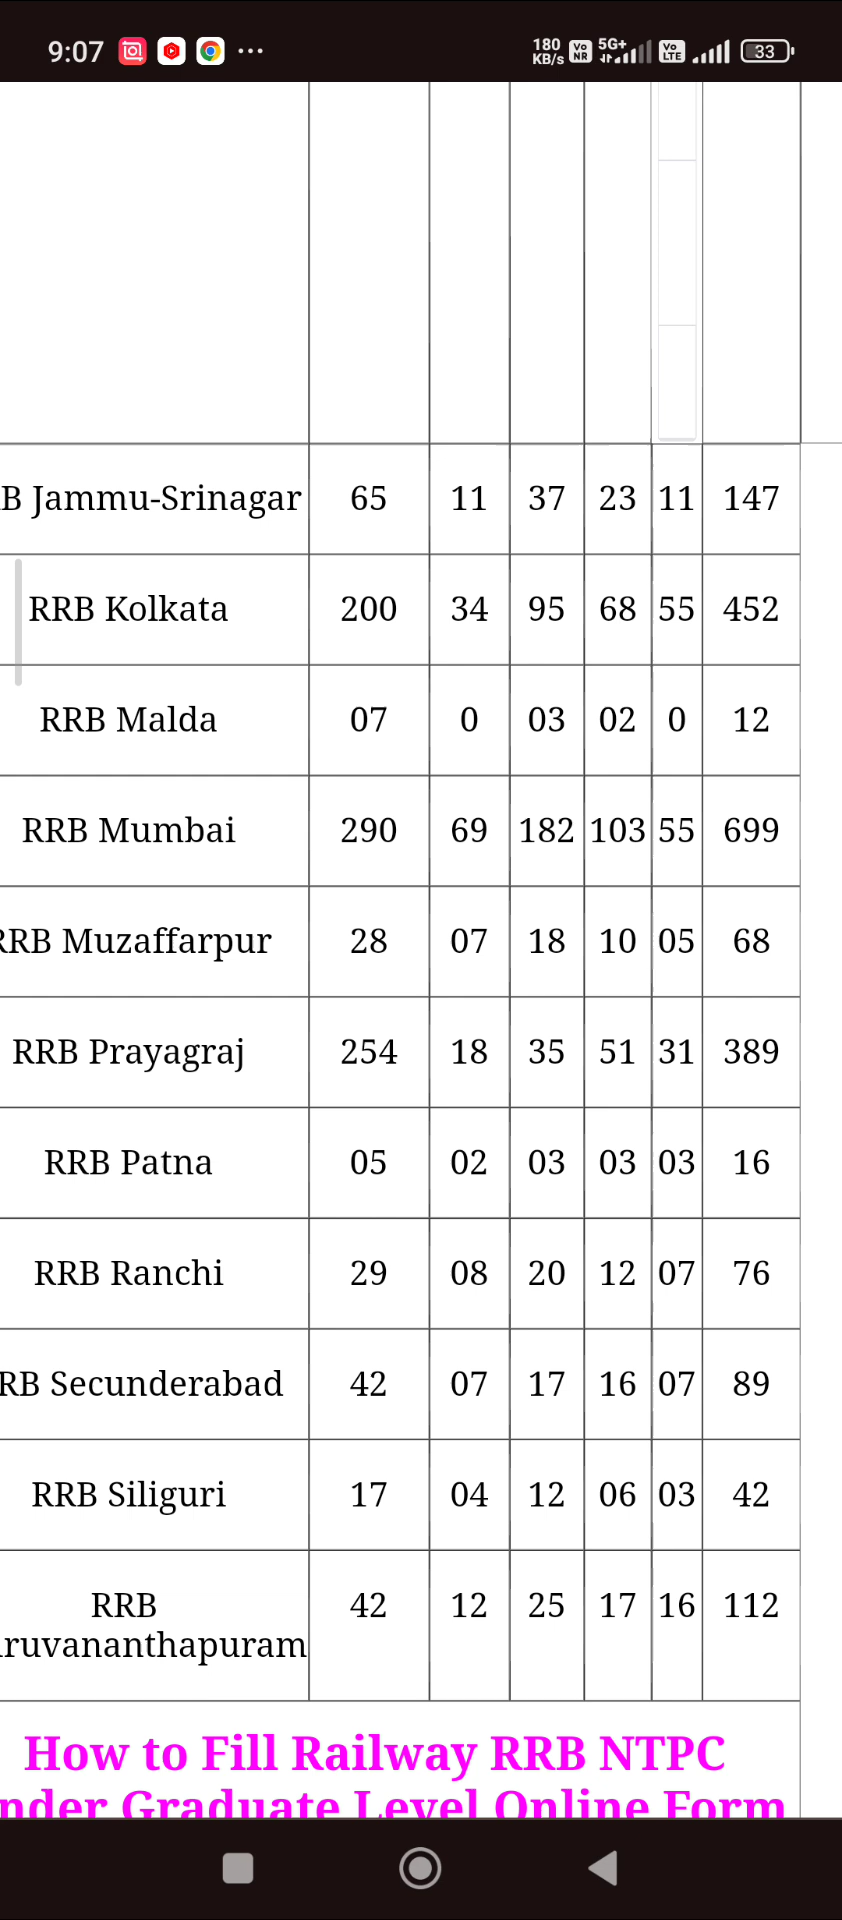 9:07 ... 180 KB/s Vo NR 5G+ Vo LTE 33
B Jammu-Srinagar 65 11 37 23 11 147
RRB Kolkata 200 34 95 68 55 452
RRB Malda 07 0 03 02 0 12
RRB Mumbai 290 69 182 103 55 699
RRB Muzaffarpur 28 07 18 10 05 68
RRB Prayagraj 254 18 35 51 31 389
RRB Patna 05 02 03 03 03 16
RRB Ranchi 29 08 20 12 07 76
RB Secunderabad 42 07 17 16 07 89
RRB Siliguri 17 04 12 06 03 42
RRB 42 12 25 17 16 112
ruvananthapuram
How to Fill Railway RRB NTPC
nder Graduate Level Online Form